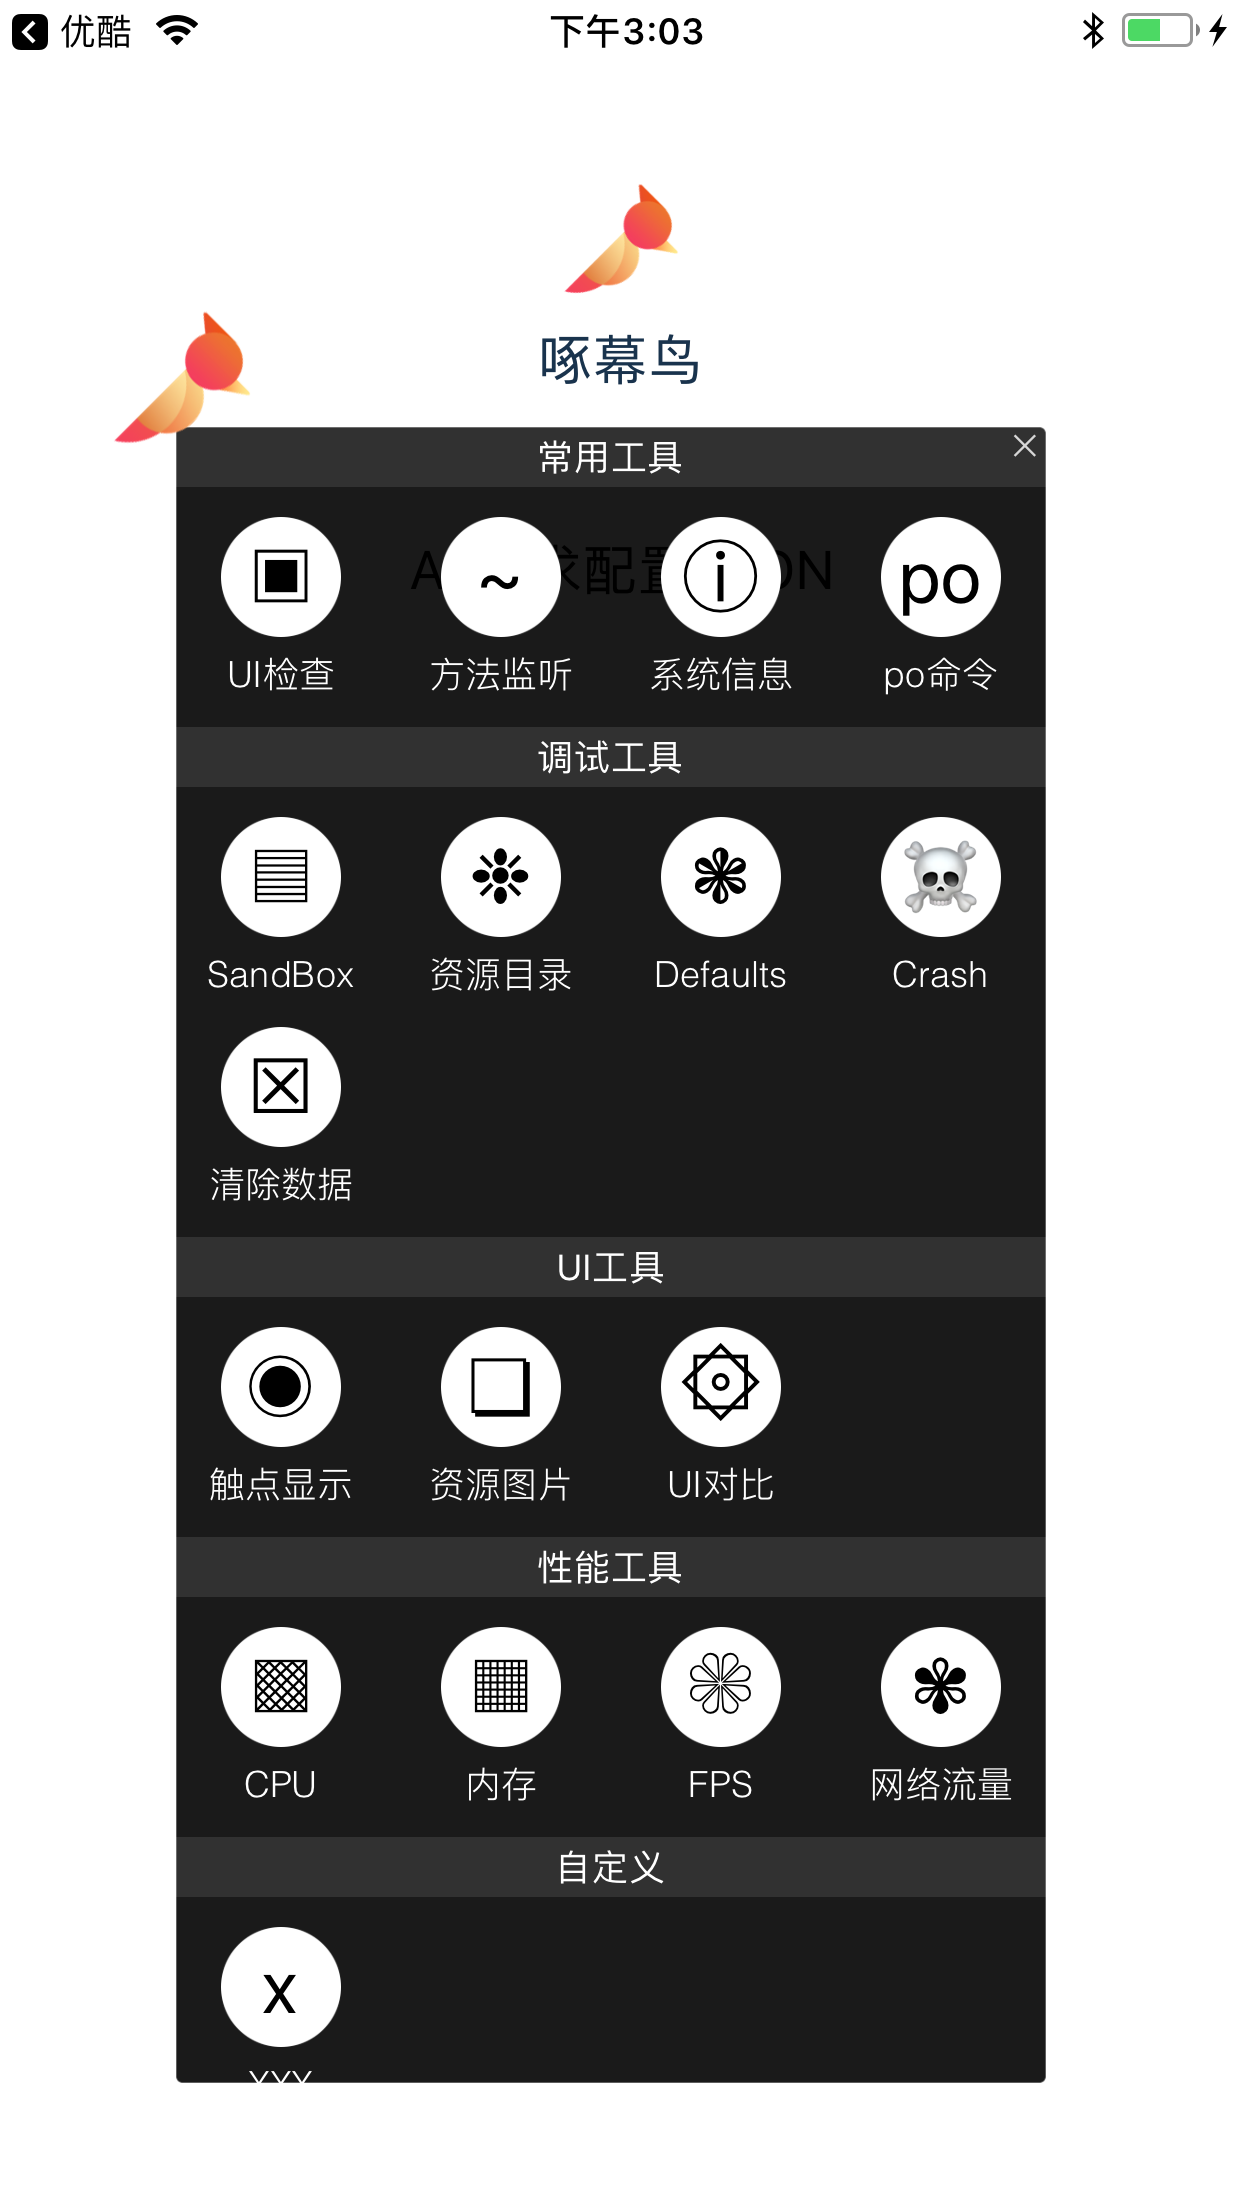 优酷 下午3:03
啄幕鸟
常用工具
UI检查 方法监听 系统信息 po命令
po
调试工具
SandBox 资源目录 Defaults Crash
清除数据
UI工具
触点显示 资源图片 UI对比
性能工具
CPU 内存 FPS 网络流量
自定义
x